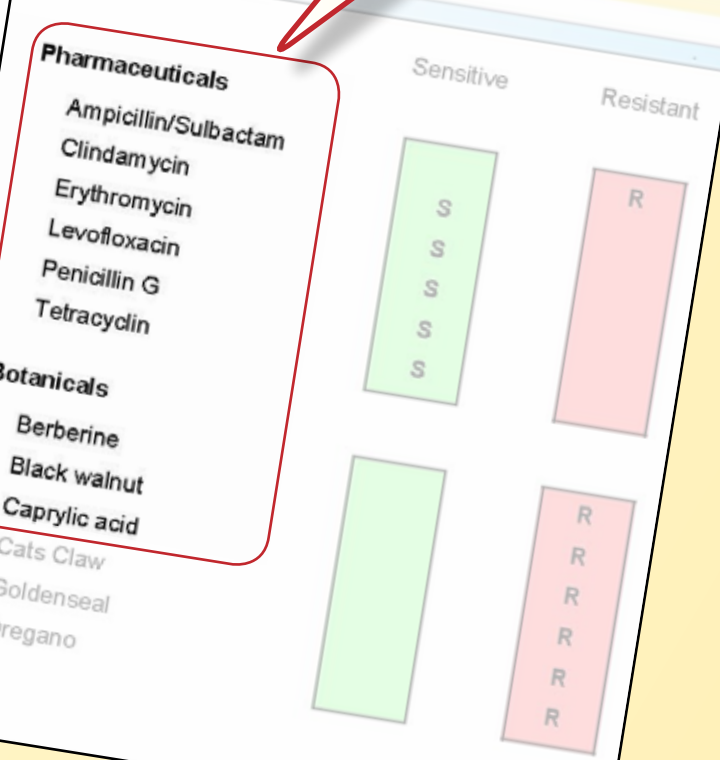 Sensitive Resistant
Pharmaceuticals
Ampicillin/Sulbactam R
Clindamycin S
Erythromycin S
Levofloxacin S
Penicillin G S
Tetracyclin S
Botanicals
Berberine R
Black walnut R
Caprylic acid R
Cats Claw R
Goldenseal R
regano R